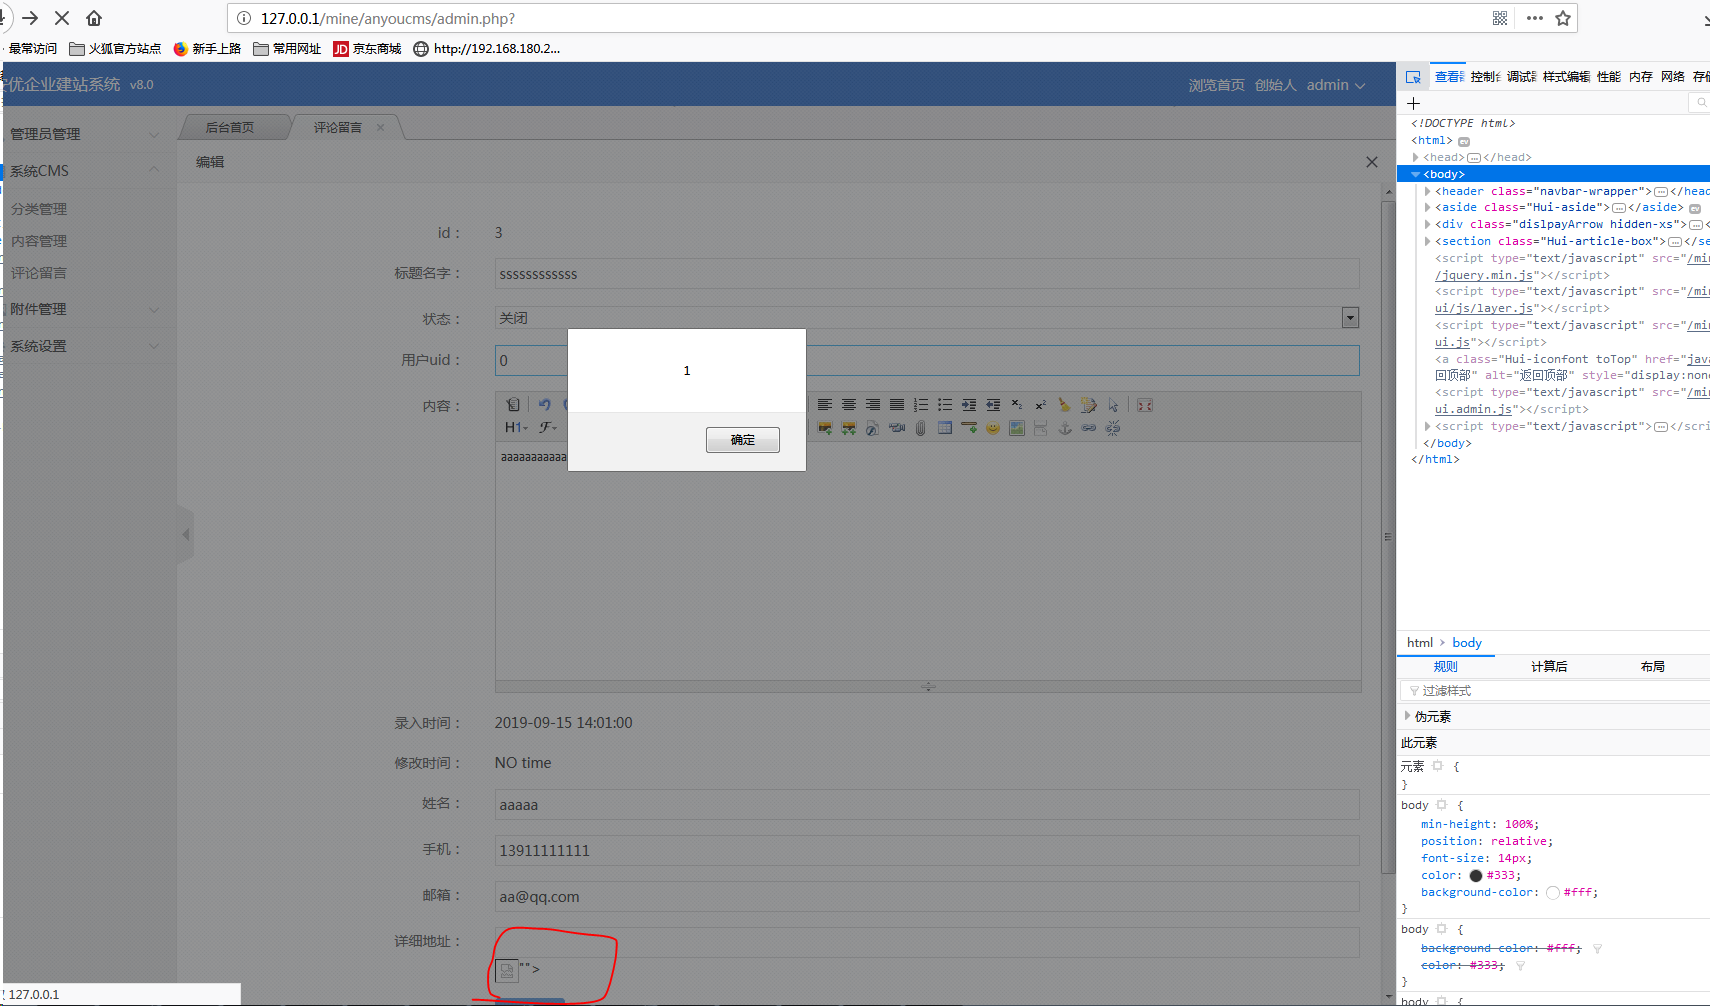 127.0.0.1/mine/anyoucms/admin.php?
最常访问 火狐官方站点 新手上路 常用网址 JD 京东商城 http://192.168.180.2...
优企业建站系统 v8.0
浏览首页 创始人 admin
管理员管理
系统CMS
分类管理
内容管理
评论留言
附件管理
系统设置
后台首页 评论留言
编辑
id： 3
标题名字： ssssssssssss
状态： 关闭
用户uid： 0
内容：
H1
aaaaaaaaaaa
1
确定
录入时间： 2019-09-15 14:01:00
修改时间： NO time
姓名： aaaaa
手机： 13911111111
邮箱： aa@qq.com
详细地址：
"">
127.0.0.1
查看 控制台 调试 样式编辑 性能 内存 网络 存
<!DOCTYPE html>
<html> ev
<head> </head>
<body>
<header class="navbar-wrapper"> </head
<aside class="Hui-aside"> </aside> ev
<div class="dislpayArrow hidden-xs"> <
<section class="Hui-article-box"> </se
<script type="text/javascript" src="/min
/jquery.min.js"></script>
<script type="text/javascript" src="/min
ui/js/layer.js"></script>
<script type="text/javascript" src="/min
ui.js"></script>
<a class="Hui-iconfont toTop" href="java
回顶部" alt="返回顶部" style="display:none
<script type="text/javascript" src="/min
ui.admin.js"></script>
<script type="text/javascript"> </scri
</body>
</html>
html › body
规则 计算后 布局
过滤样式
伪元素
此元素
元素 {
}
body {
min-height: 100%;
position: relative;
font-size: 14px;
color: #333;
background-color: #fff;
}
body {
background-color: #fff;
color: #333;
}
body {